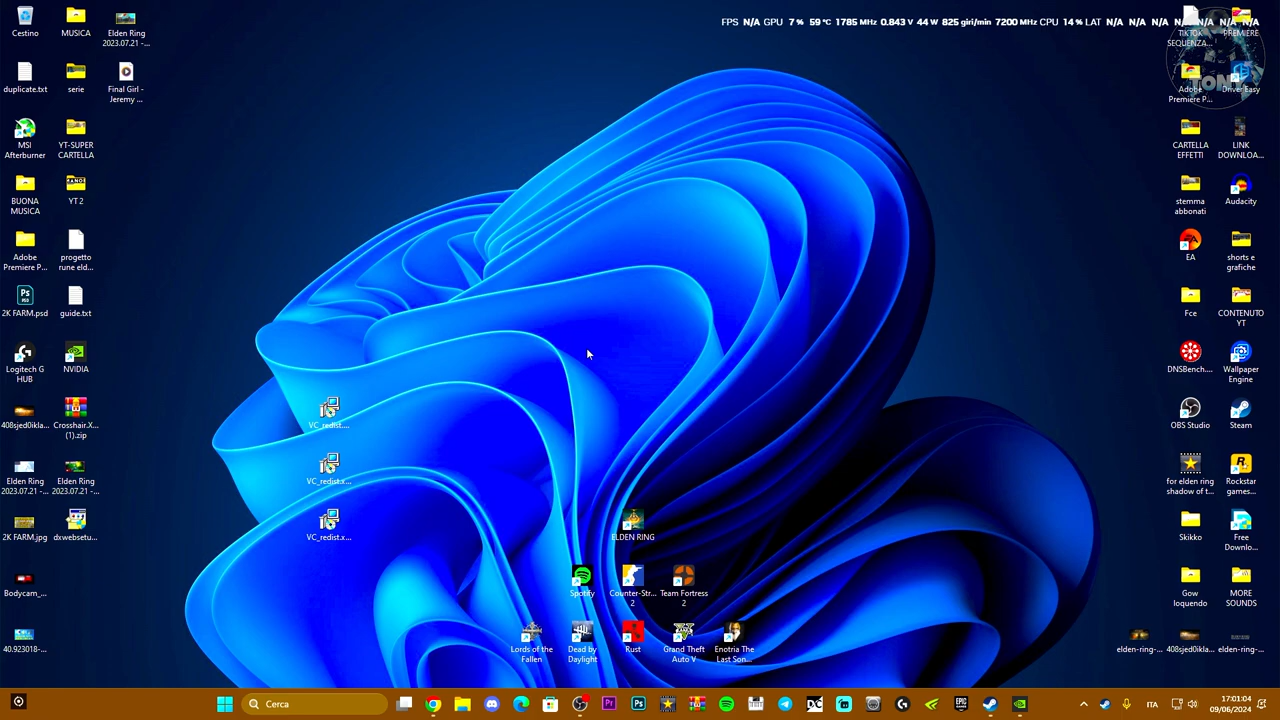 FPS N/A GPU 7 % 59 °C 1785 MHz 0.843 V 44 W 825 giri/min 7200 MHz CPU 14 % LAT N/A N/A N/A N/A N/A N/A N/A
Cestino
MUSICA
Elden Ring
2023.07.21 -...
duplicate.txt
serie
Final Girl -
Jeremy ...
MSI
Afterburner
YT-SUPER
CARTELLA
BUONA
MUSICA
YT 2
Adobe
Premiere P...
progetto
rune eld...
2K FARM.psd
guide.txt
Logitech G
HUB
NVIDIA
408sjed0ikla...
Crosshair.X...
(1).zip
Elden Ring
2023.07.21 -...
Elden Ring
2023.07.21 -...
2K FARM.jpg
dxwebsetu...
Bodycam_...
40.923018-...
VC_redist....
VC_redist.x...
VC_redist.x...
ELDEN RING
Spotify
Counter-Str...
2
Team Fortress
2
Lords of the
Fallen
Dead by
Daylight
Rust
Grand Theft
Auto V
Enotria The
Last Son...
TIKTOK
SEQUENZA...
PREMIERE
Adobe
Premiere P...
Driver Easy
TONY
CARTELLA
EFFETTI
LINK
DOWNLOA...
stemma
abbonati
Audacity
EA
shorts e
grafiche
Fce
CONTENUTO
YT
DNSBench....
Wallpaper
Engine
OBS Studio
Steam
for elden ring
shadow of t...
Rockstar
games...
Skikko
Free
Downlo...
Gow
loquendo
MORE
SOUNDS
elden-ring-...
408sjed0ikla...
elden-ring-...
Cerca
ITA
17:01:04
09/06/2024